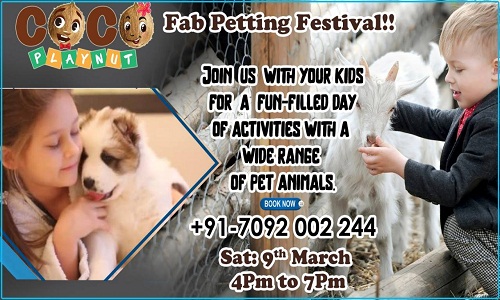 COCO
PLAYNUT
Fab Petting Festival!!
JOIN US WITH YOUR KIDS
FOR A FUN-FILLED DAY
OF ACTIVITIES WITH A
WIDE RANGE
OF PET ANIMALS.
BOOK NOW
+91-7092 002 244
Sat: 9th March
4Pm to 7Pm